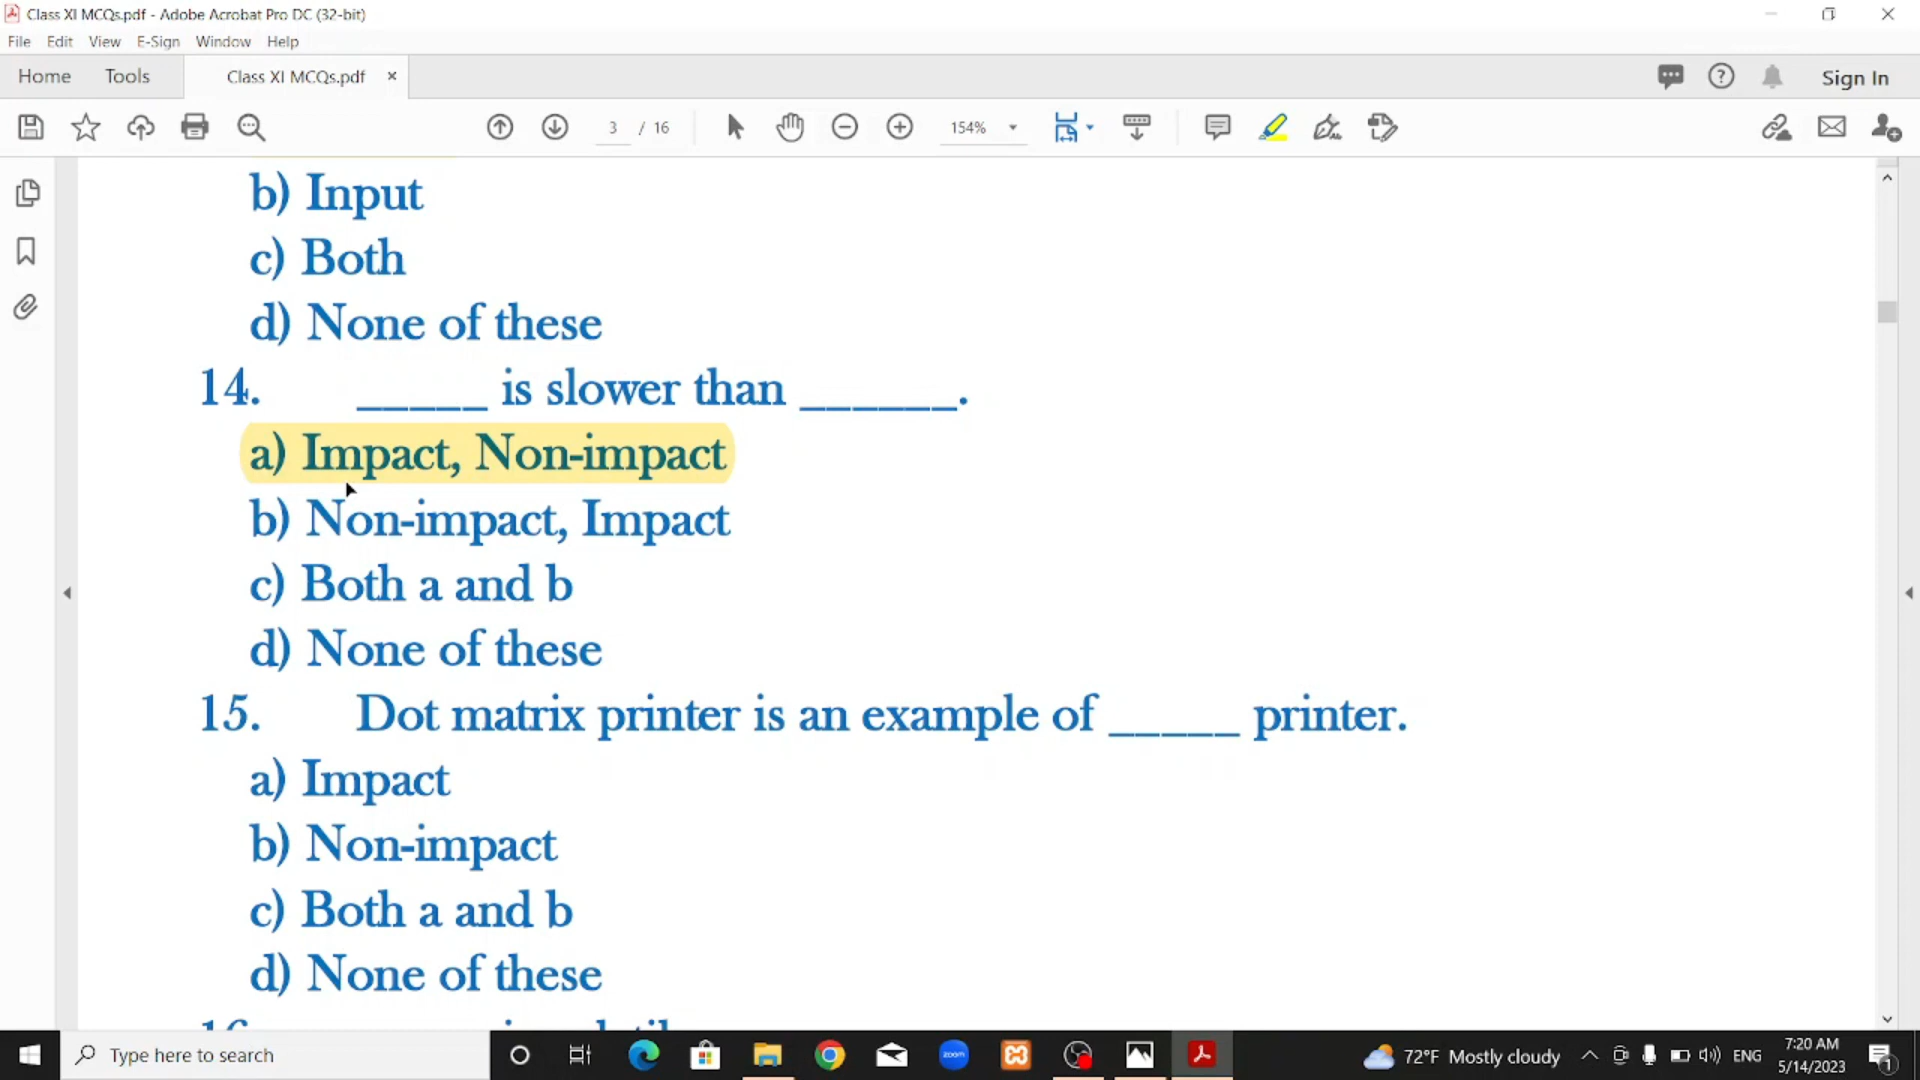 Class XI MCQs.pdf - Adobe Acrobat Pro DC (32-bit)
File Edit View E-Sign Window Help
Home Tools Class XI MCQs.pdf × Sign In
3 / 16 154%
b) Input
c) Both
d) None of these
14. _____ is slower than ______.
a) Impact, Non-impact
b) Non-impact, Impact
c) Both a and b
d) None of these
15. Dot matrix printer is an example of _____ printer.
a) Impact
b) Non-impact
c) Both a and b
d) None of these
Type here to search zoom 72°F Mostly cloudy ENG 7:20 AM
5/14/2023 1